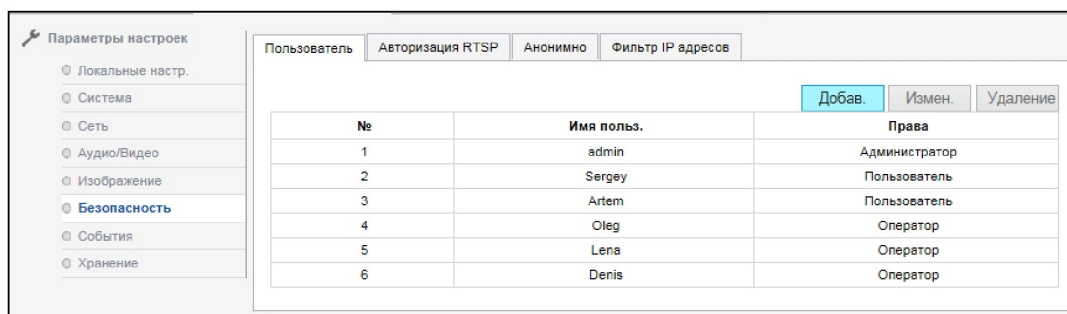 Параметры настроек
Локальные настр.
Система
Сеть
Аудио/Видео
Изображение
Безопасность
События
Хранение
Пользователь Авторизация RTSP Анонимно Фильтр IP адресов
Добав. Измен. Удаление
№ Имя польз. Права
1 admin Администратор
2 Sergey Пользователь
3 Artem Пользователь
4 Oleg Оператор
5 Lena Оператор
6 Denis Оператор